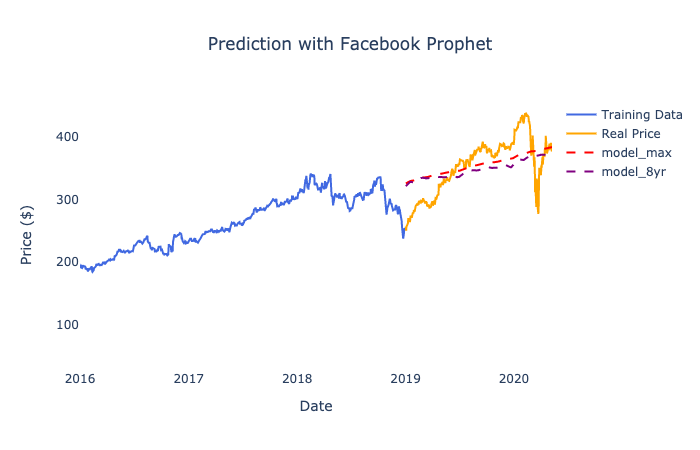 Prediction with Facebook Prophet
Training Data
Real Price
model_max
model_8yr
Price ($)
400
300
200
100
2016
2017
2018
2019
2020
Date